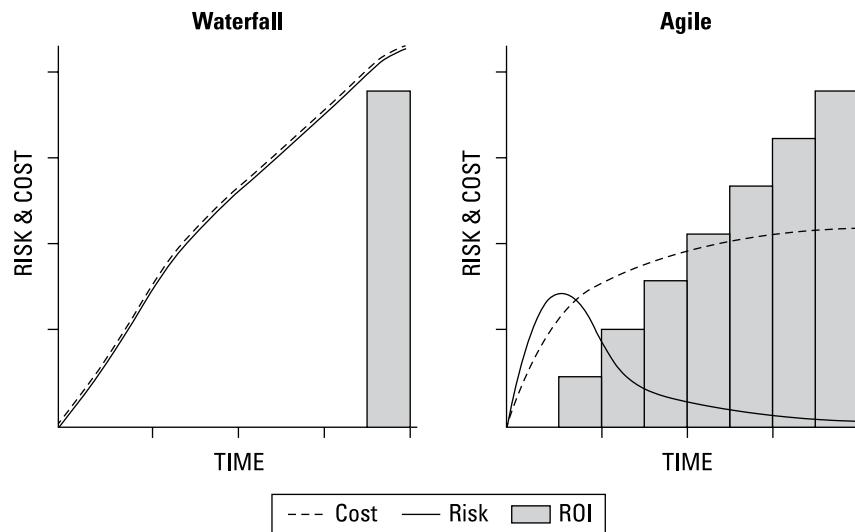 Waterfall
RISK & COST
TIME
Agile
RISK & COST
TIME
Cost Risk ROI